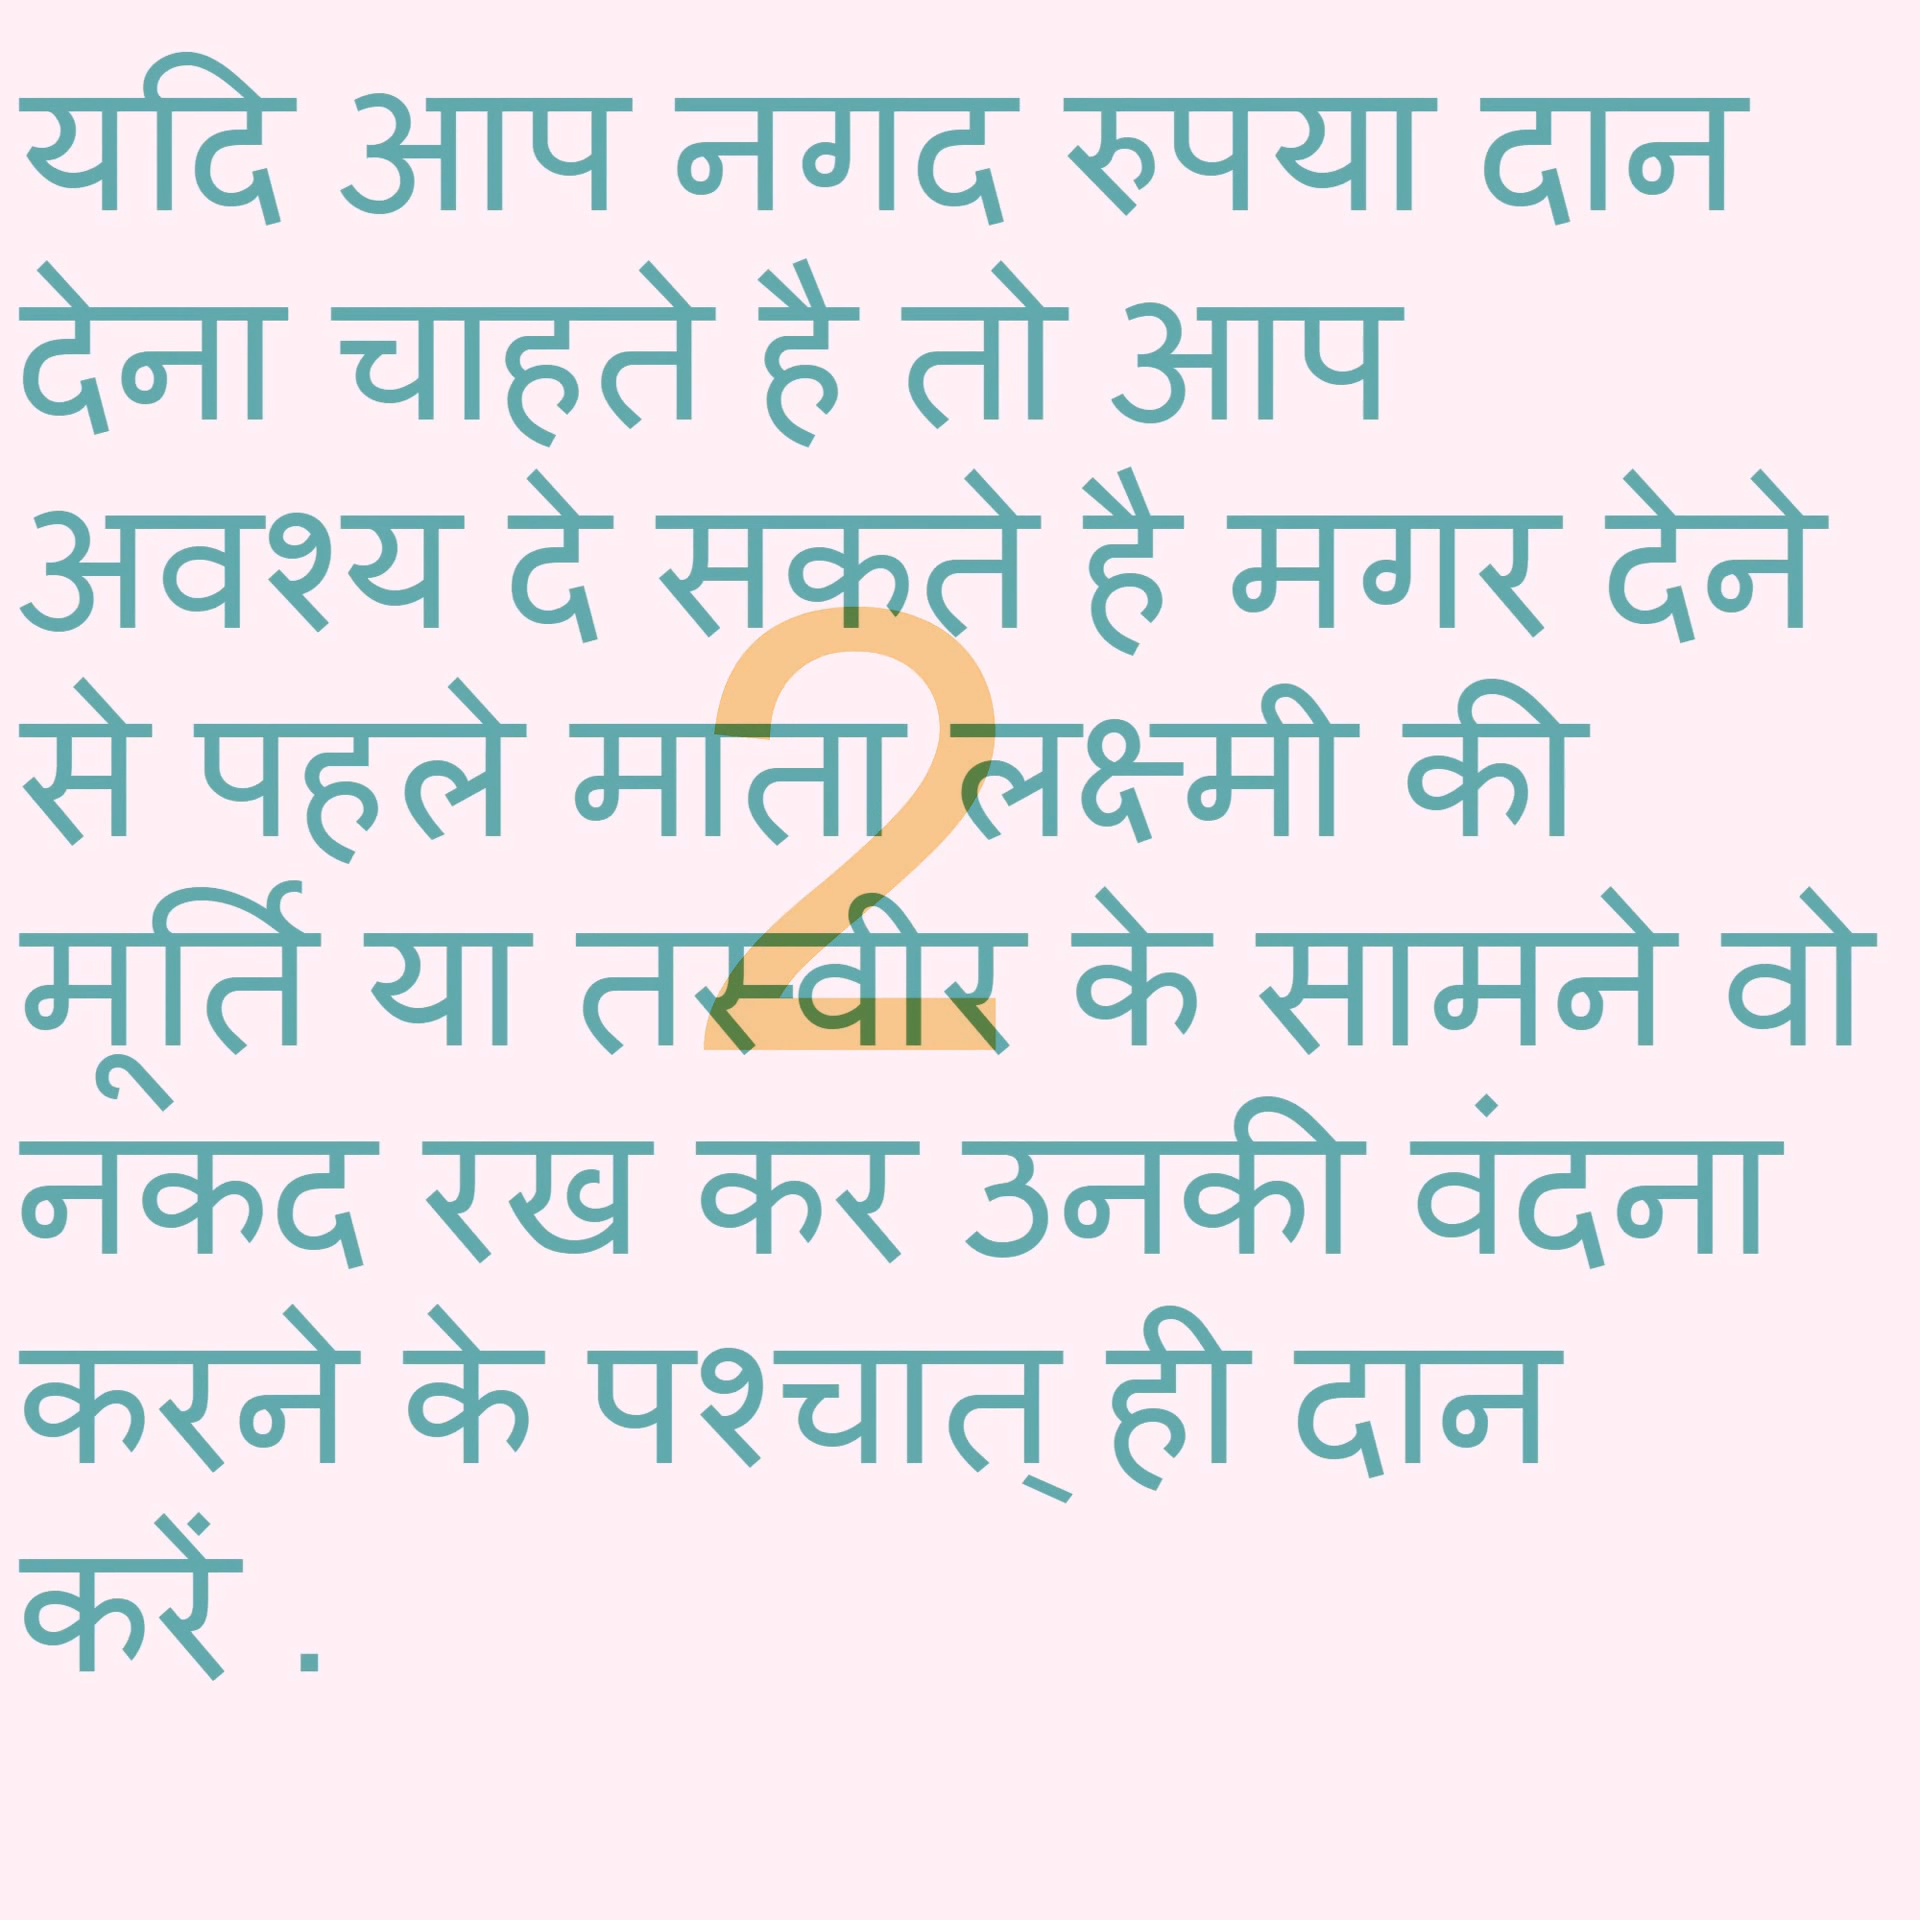 यदि आप नगद रुपया दान
देना चाहते है तो आप
अवश्य दे सकते है मगर देने
से पहले माता लक्ष्मी की
मूर्ति या तस्वीर के सामने वो
नकद रख कर उनकी वंदना
करने के पश्चात् ही दान
करें .
2